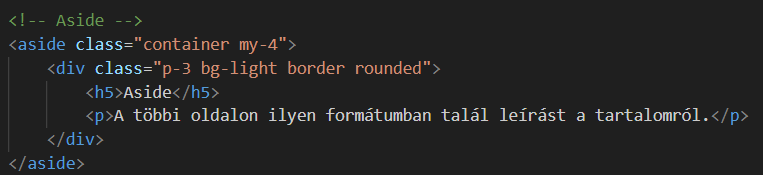 <!-- Aside -->
<aside class="container my-4">
<div class="p-3 bg-light border rounded">
<h5>Aside</h5>
<p>A többi oldalon ilyen formátumban talál leírást a tartalomról.</p>
</div>
</aside>